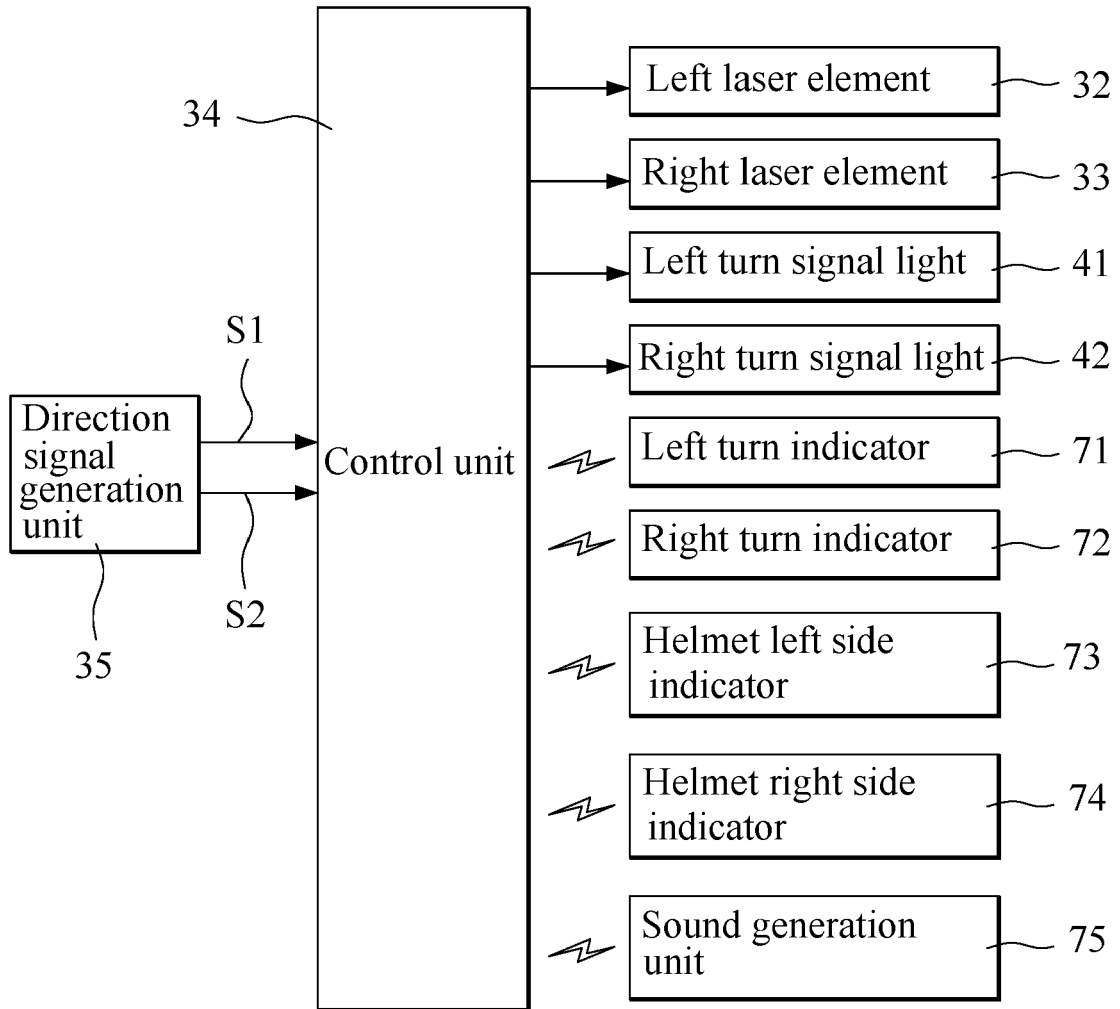 Left laser element
32
34
Right laser element
33
Left turn signal light
41
S1
Right turn signal light
42
Direction
signal
generation
unit
Control unit
Left turn indicator
71
Right turn indicator
72
S2
35
Helmet left side
indicator
73
Helmet right side
indicator
74
Sound generation
unit
75